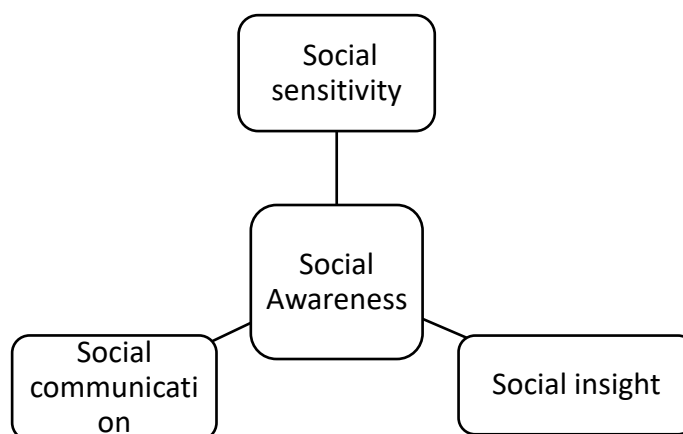 Social
sensitivity
Social
Awareness
Social
communicati
on
Social insight